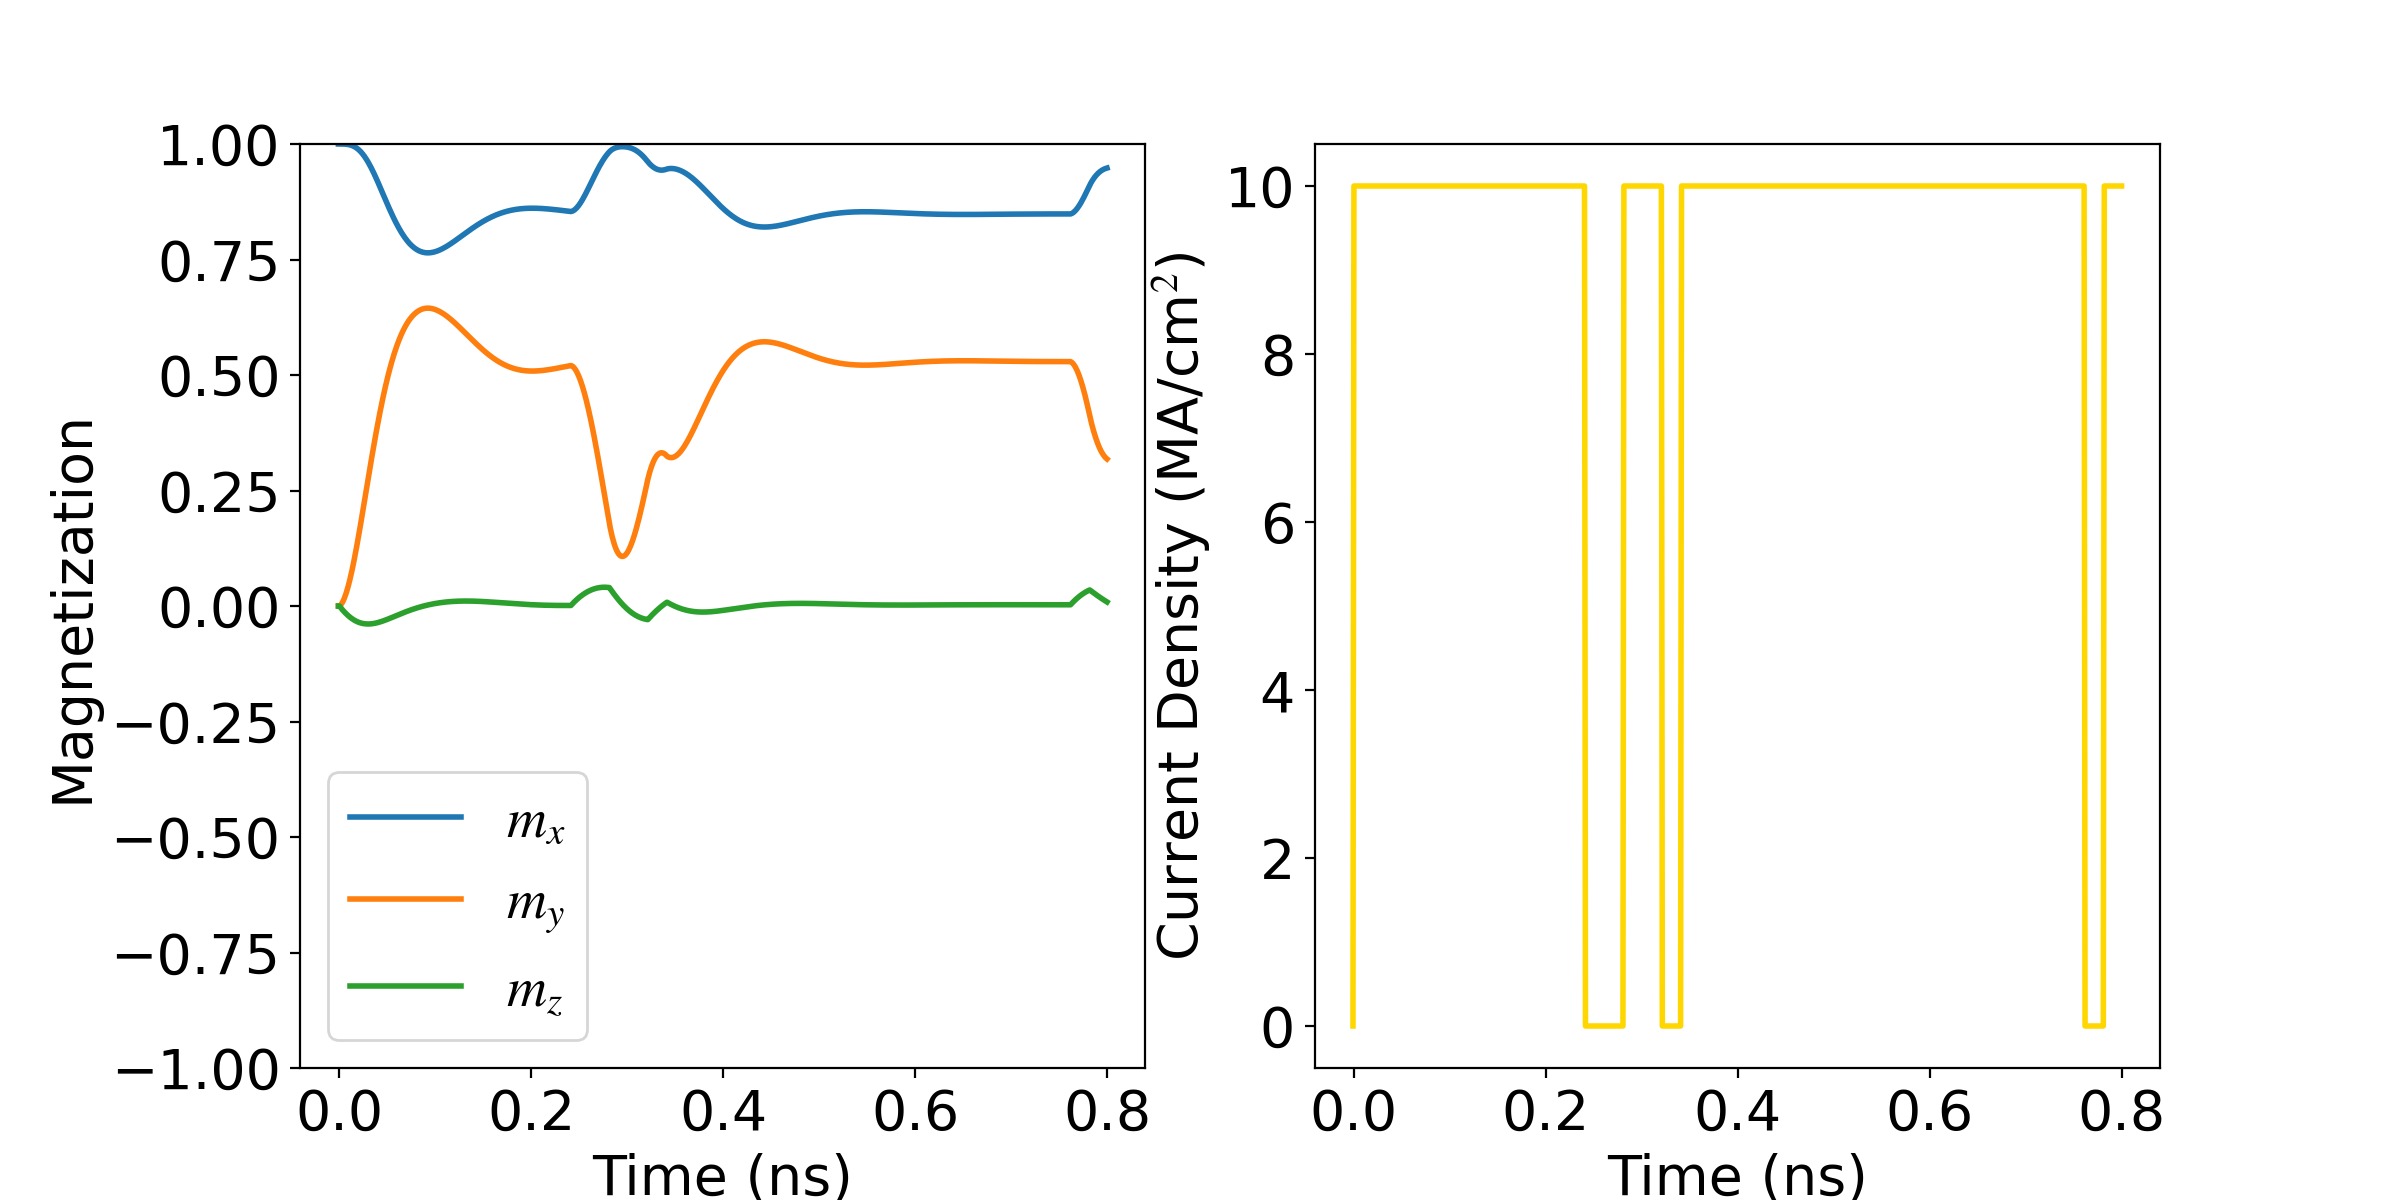 Magnetization
1.00
0.75
0.50
0.25
0.00
−0.25
−0.50
−0.75
−1.00
m_x
m_y
m_z
0.0 0.2 0.4 0.6 0.8
Time (ns)
Current Density (MA/cm²)
10
8
6
4
2
0
0.0 0.2 0.4 0.6 0.8
Time (ns)